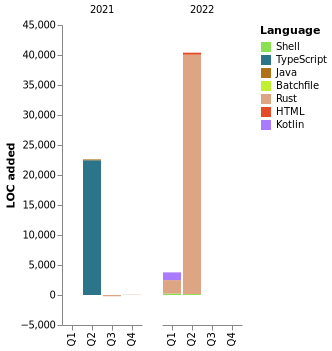 2021
2022
LOC added
45,000
40,000
35,000
30,000
25,000
20,000
15,000
10,000
5,000
0
−5,000
Q1
Q2
Q3
Q4
Q1
Q2
Q3
Q4
Language
Shell
TypeScript
Java
Batchfile
Rust
HTML
Kotlin